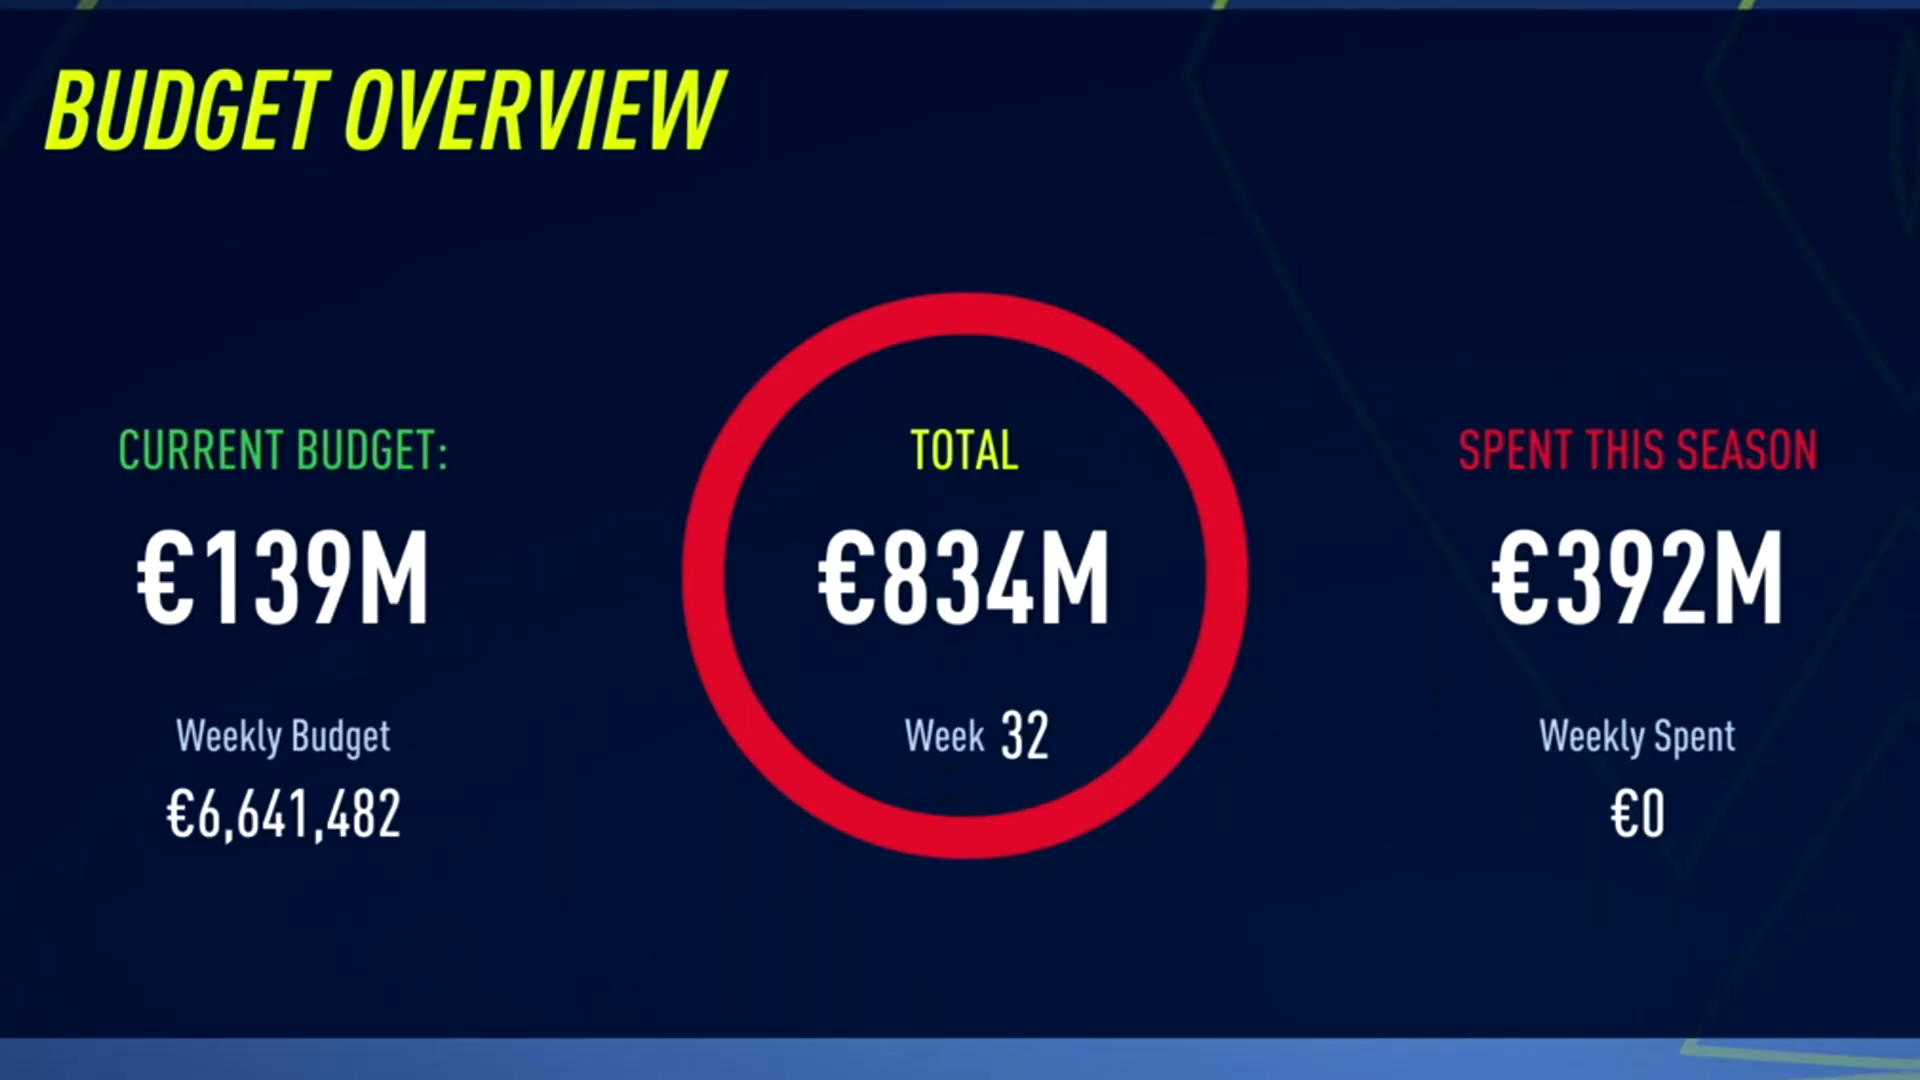 BUDGET OVERVIEW
CURRENT BUDGET:
€139M
Weekly Budget
€6,641,482
TOTAL
€834M
Week 32
SPENT THIS SEASON
€392M
Weekly Spent
€0